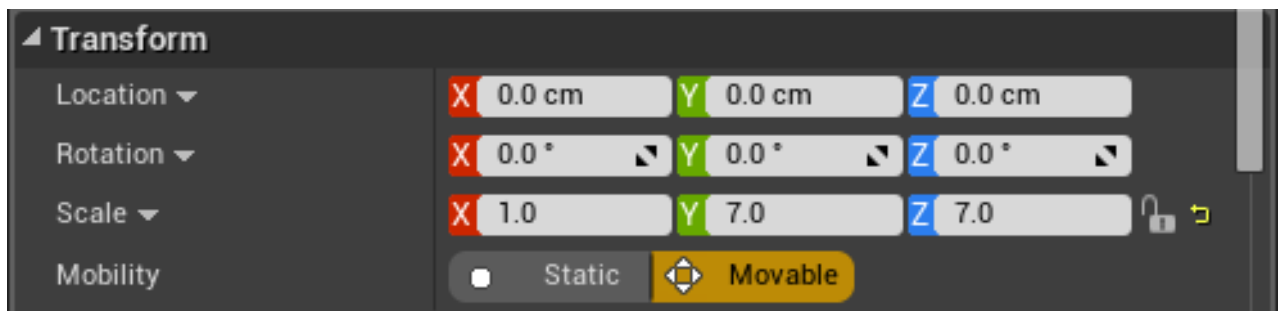 Transform
Location X 0.0 cm Y 0.0 cm Z 0.0 cm
Rotation X 0.0 ° Y 0.0 ° Z 0.0 °
Scale X 1.0 Y 7.0 Z 7.0
Mobility Static Movable